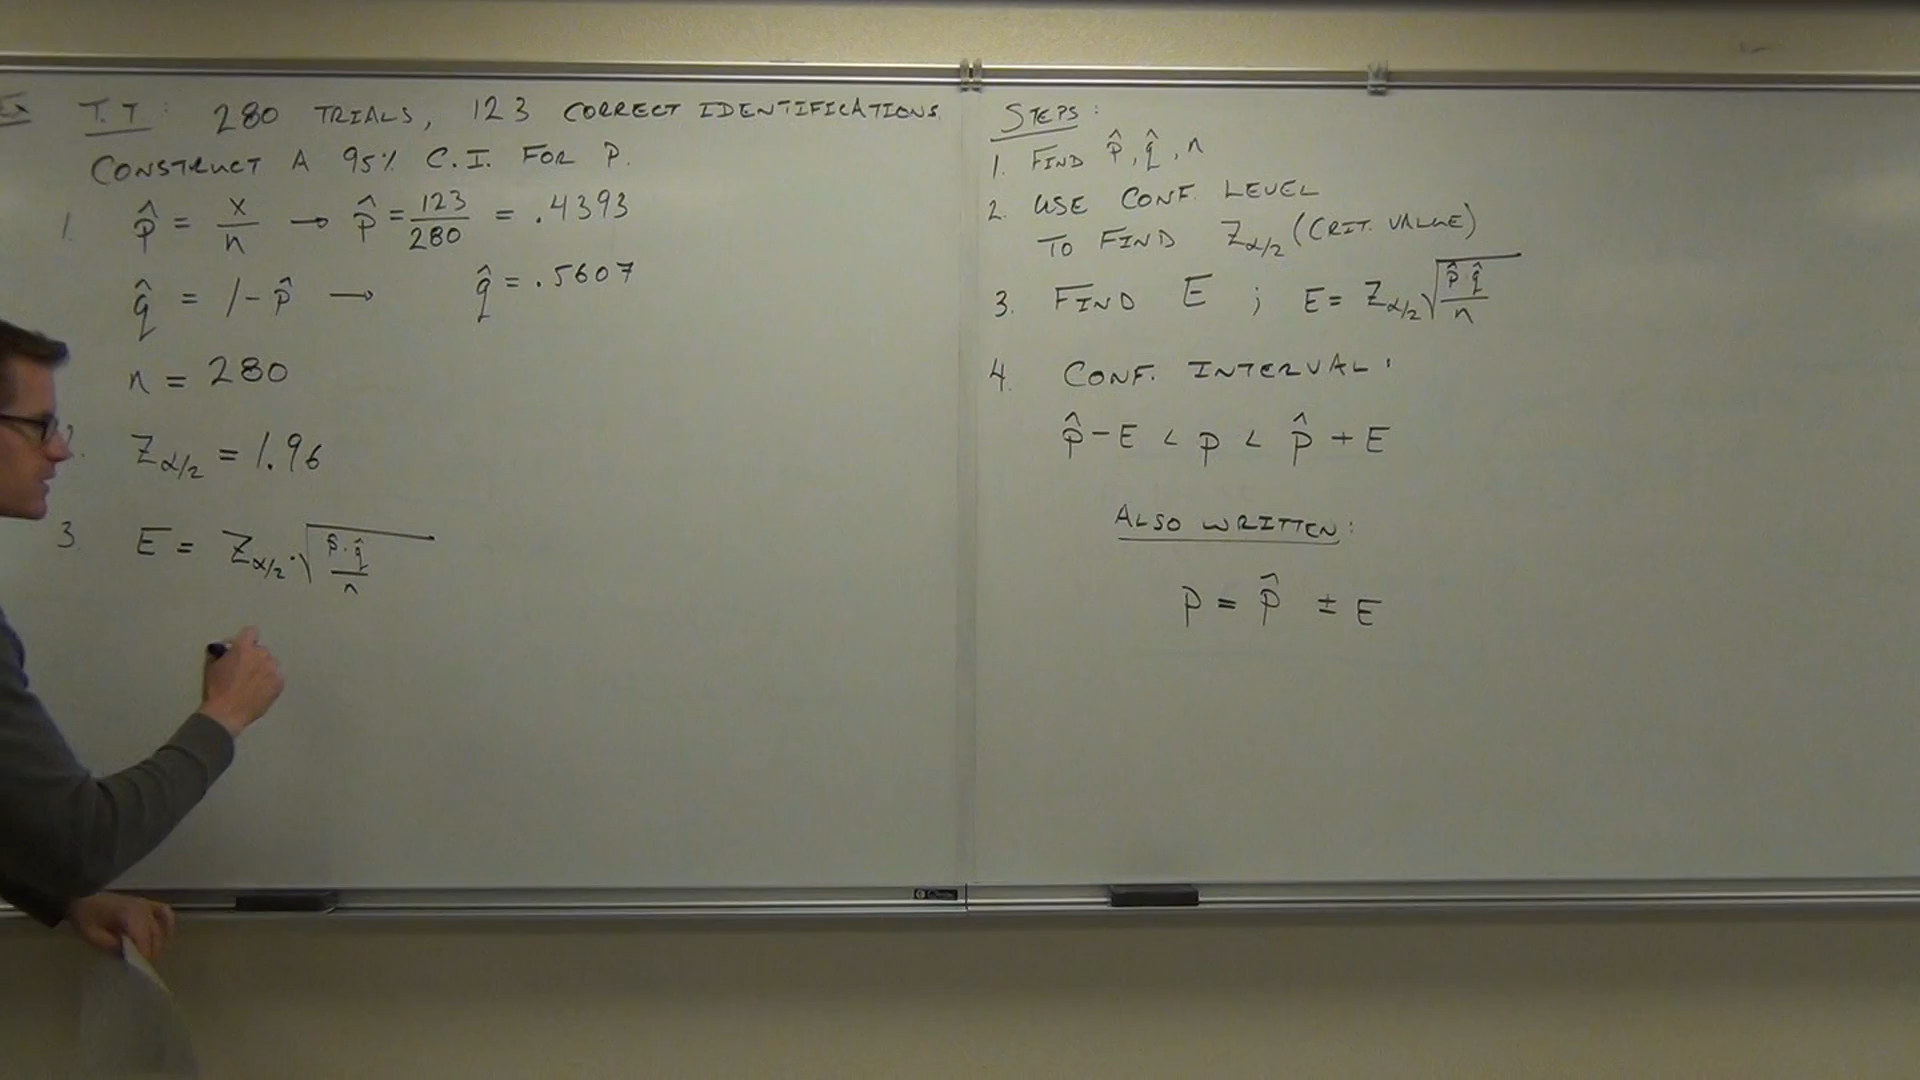 Ex T.T: 280 TRIALS, 123 CORRECT IDENTIFICATIONS.
CONSTRUCT A 95% C.I. FOR P.
1. p̂ = x/n → p̂ = 123/280 = .4393
q̂ = 1-p̂ → q̂ = .5607
n = 280
2. Zα/2 = 1.96
3. E = Zα/2 · √(p̂·q̂/n)
STEPS:
1. FIND p̂, q̂, n
2. USE CONF. LEVEL
TO FIND Zα/2 (CRIT. VALUE)
3. FIND E ; E = Zα/2 √(p̂·q̂/n)
4. CONF. INTERVAL:
p̂ - E < p < p̂ + E
ALSO WRITTEN:
p = p̂ ± E